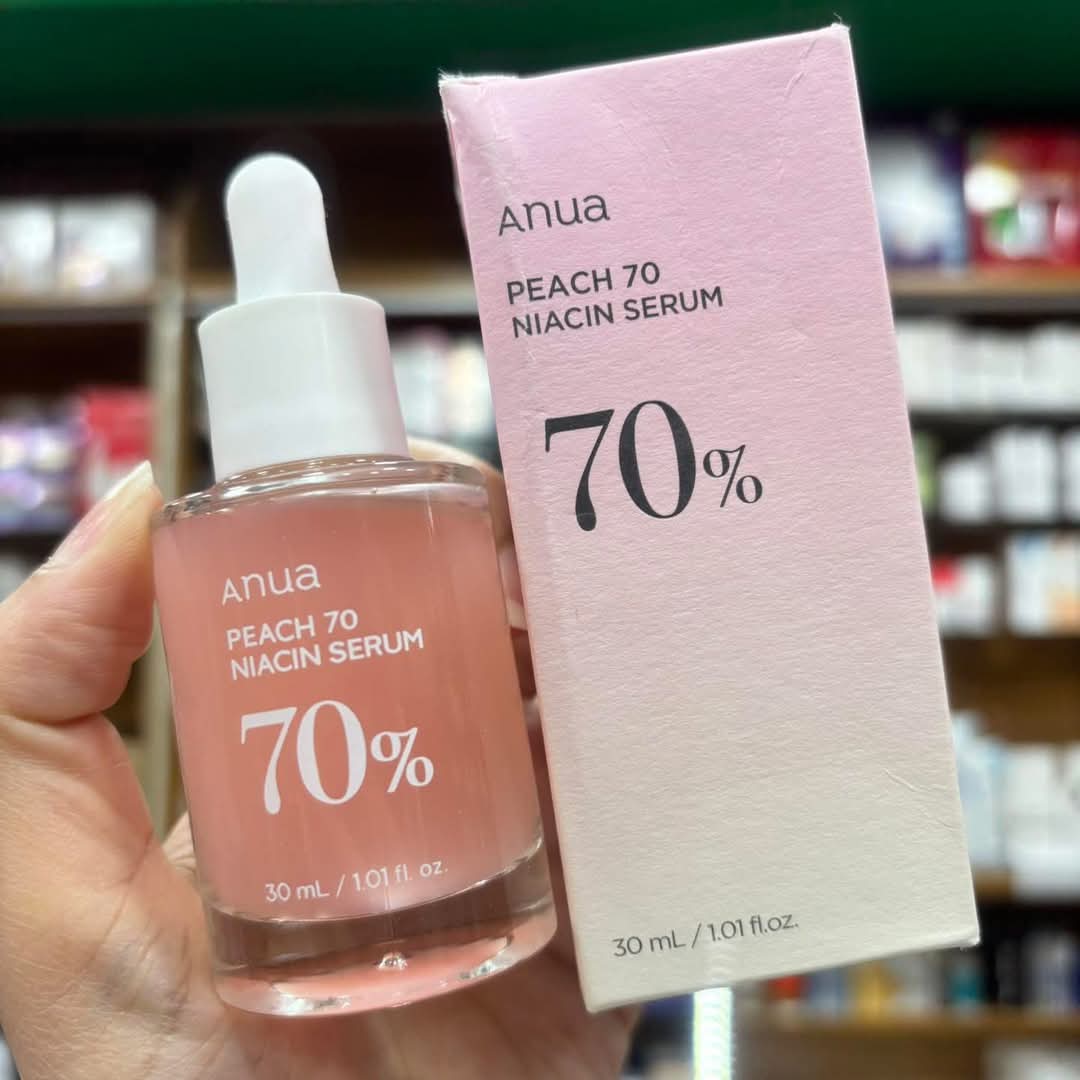 Anua
PEACH 70
NIACIN SERUM
70%
30 mL / 1.01 fl. oz.
Anua
PEACH 70
NIACIN SERUM
70%
30 mL / 1.01 fl.oz.